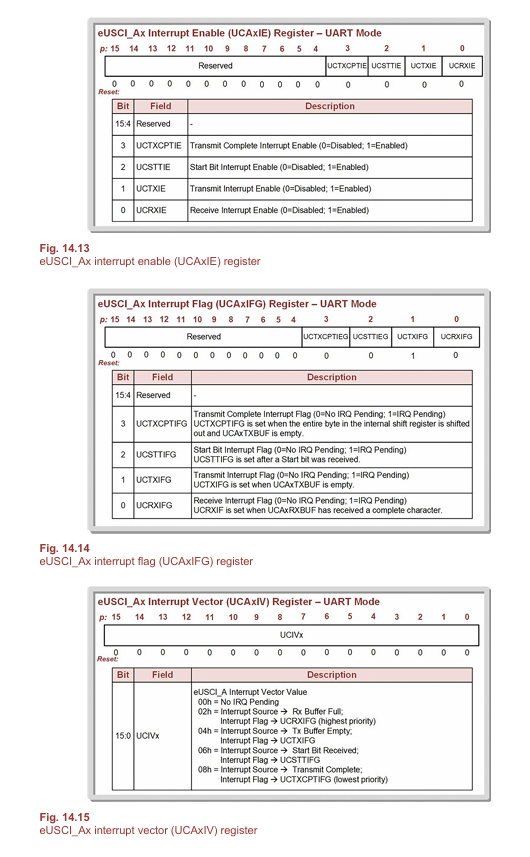 eUSCI_Ax Interrupt Enable (UCAxIE) Register – UART Mode
p: 15 14 13 12 11 10 9 8 7 6 5 4 3 2 1 0
Reserved UCTXCPTIE UCSTTIE UCTXIE UCRXIE
0 0 0 0 0 0 0 0 0 0 0 0 0 0 0 0
Reset:
Bit Field Description
15:4 Reserved -
3 UCTXCPTIE Transmit Complete Interrupt Enable (0=Disabled; 1=Enabled)
2 UCSTTIE Start Bit Interrupt Enable (0=Disabled; 1=Enabled)
1 UCTXIE Transmit Interrupt Enable (0=Disabled; 1=Enabled)
0 UCRXIE Receive Interrupt Enable (0=Disabled; 1=Enabled)
Fig. 14.13
eUSCI_Ax interrupt enable (UCAxIE) register
eUSCI_Ax Interrupt Flag (UCAxIFG) Register – UART Mode
p: 15 14 13 12 11 10 9 8 7 6 5 4 3 2 1 0
Reserved UCTXCPTIEG UCSTTIEG UCTXIFG UCRXIFG
0 0 0 0 0 0 0 0 0 0 0 0 0 0 1 0
Reset:
Bit Field Description
15:4 Reserved -
3 UCTXCPTIFG Transmit Complete Interrupt Flag (0=No IRQ Pending; 1=IRQ Pending)
UCTXCPTIFG is set when the entire byte in the internal shift register is shifted
out and UCAxTXBUF is empty.
2 UCSTTIFG Start Bit Interrupt Flag (0=No IRQ Pending; 1=IRQ Pending)
UCSTTIFG is set after a Start bit was received.
1 UCTXIFG Transmit Interrupt Flag (0=No IRQ Pending; 1=IRQ Pending)
UCTXIFG is set when UCAxTXBUF is empty.
0 UCRXIFG Receive Interrupt Flag (0=No IRQ Pending; 1=IRQ Pending)
UCRXIF is set when UCAxRXBUF has received a complete character.
Fig. 14.14
eUSCI_Ax interrupt flag (UCAxIFG) register
eUSCI_Ax Interrupt Vector (UCAxIV) Register – UART Mode
p: 15 14 13 12 11 10 9 8 7 6 5 4 3 2 1 0
UCIVx
0 0 0 0 0 0 0 0 0 0 0 0 0 0 0 0
Reset:
Bit Field Description
15:0 UCIVx eUSCI_A Interrupt Vector Value
00h = No IRQ Pending
02h = Interrupt Source → Rx Buffer Full;
Interrupt Flag → UCRXIFG (highest priority)
04h = Interrupt Source → Tx Buffer Empty;
Interrupt Flag → UCTXIFG
06h = Interrupt Source → Start Bit Received;
Interrupt Flag → UCSTTIFG
08h = Interrupt Source → Transmit Complete;
Interrupt Flag → UCTXCPTIFG (lowest priority)
Fig. 14.15
eUSCI_Ax interrupt vector (UCAxIV) register